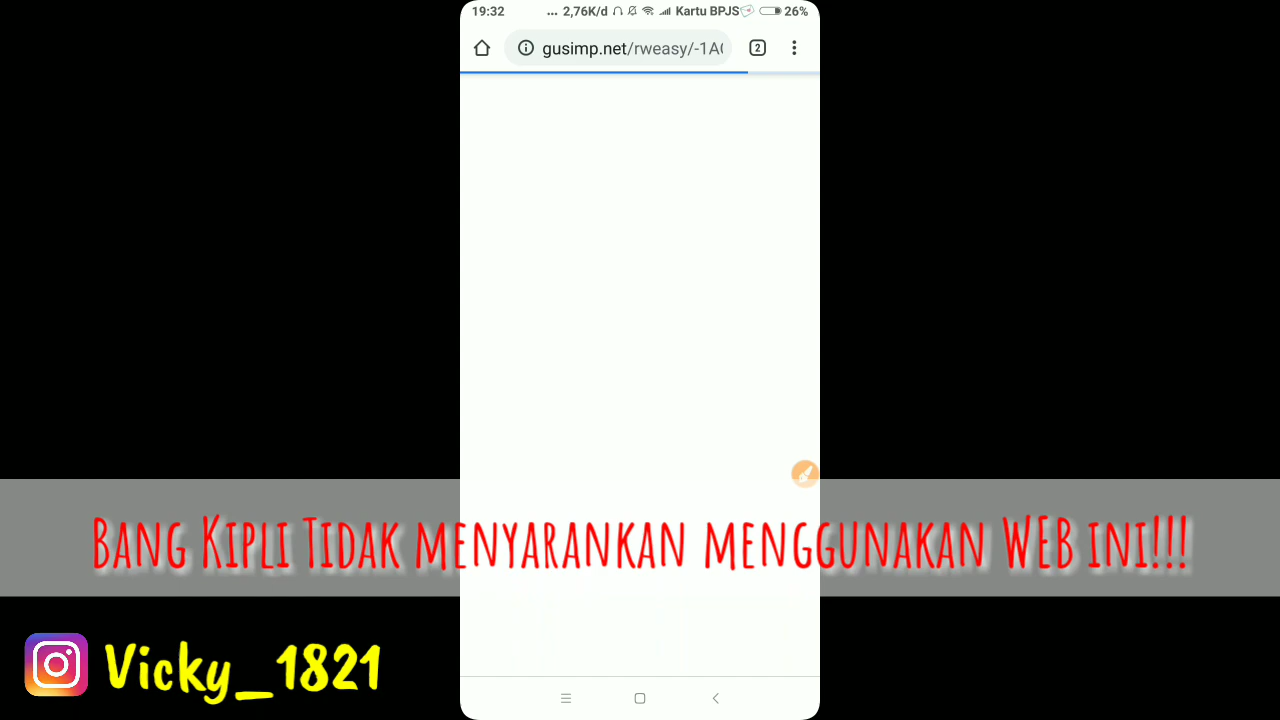 19:32 ... 2,76K/d Kartu BPJS 26%
gusimp.net/rweasy/-1A
2
Bang Kipli Tidak menyarankan menggunakan WEB ini!!!
Vicky_1821